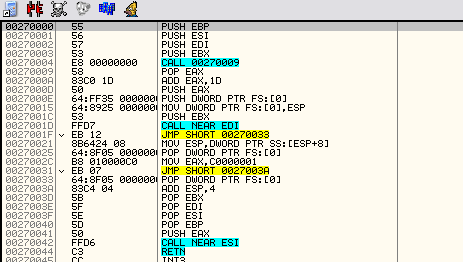 00270000 55 PUSH EBP
00270001 56 PUSH ESI
00270002 57 PUSH EDI
00270003 53 PUSH EBX
00270004 E8 00000000 CALL 00270009
00270009 58 POP EAX
0027000A 83C0 1D ADD EAX,1D
0027000D 50 PUSH EAX
0027000E 64:FF35 0000000 PUSH DWORD PTR FS:[0]
00270015 64:8925 0000000 MOV DWORD PTR FS:[0],ESP
0027001C 53 PUSH EBX
0027001D FFD7 CALL NEAR EDI
0027001F EB 12 JMP SHORT 00270033
00270021 8B6424 08 MOV ESP,DWORD PTR SS:[ESP+8]
00270025 64:8F05 0000000 POP DWORD PTR FS:[0]
0027002C B8 010000C0 MOV EAX,C0000001
00270031 EB 07 JMP SHORT 0027003A
00270033 64:8F05 0000000 POP DWORD PTR FS:[0]
0027003A 83C4 04 ADD ESP,4
0027003D 5B POP EBX
0027003E 5F POP EDI
0027003F 5E POP ESI
00270040 5D POP EBP
00270041 50 PUSH EAX
00270042 FFD6 CALL NEAR ESI
00270044 C3 RETN
00270045 CC INT3